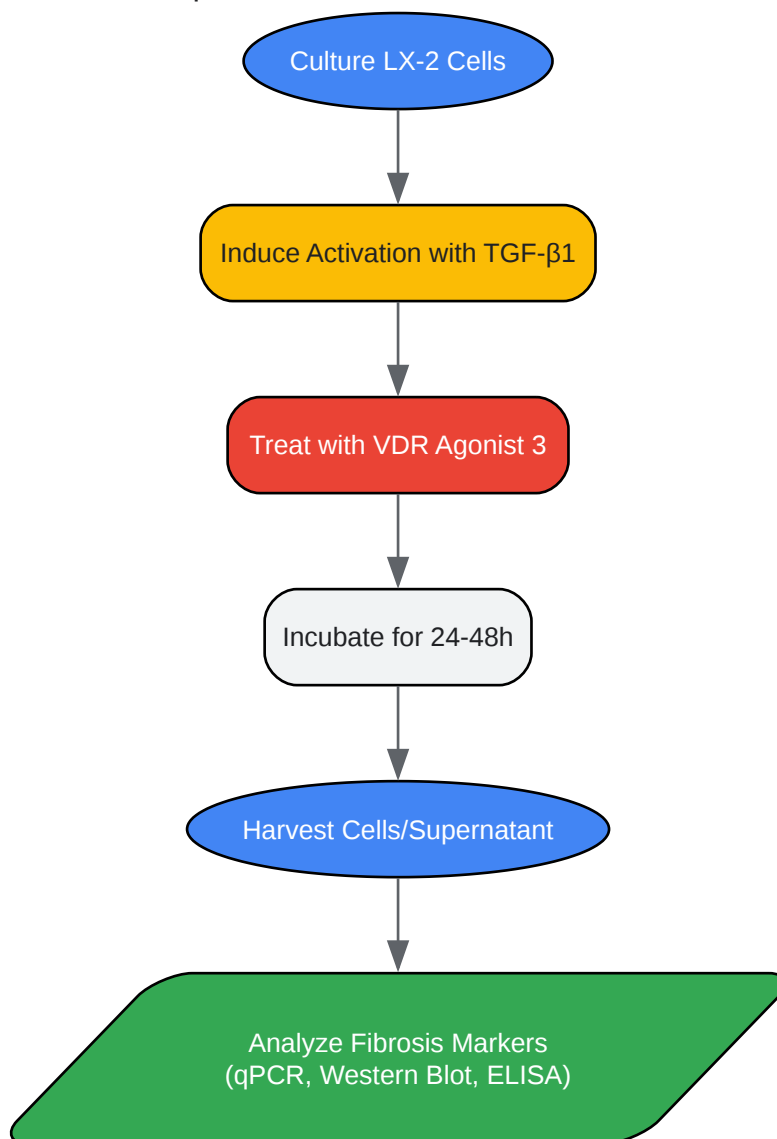 Culture LX-2 Cells
Induce Activation with TGF-β1
Treat with VDR Agonist 3
Incubate for 24-48h
Harvest Cells/Supernatant
Analyze Fibrosis Markers
(qPCR, Western Blot, ELISA)